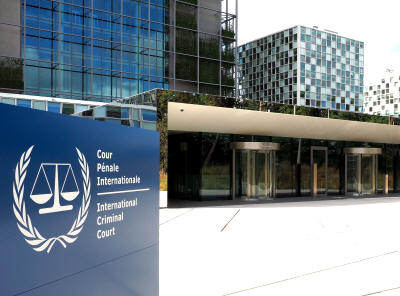 Cour
Pénale
Internationale
International
Criminal
Court